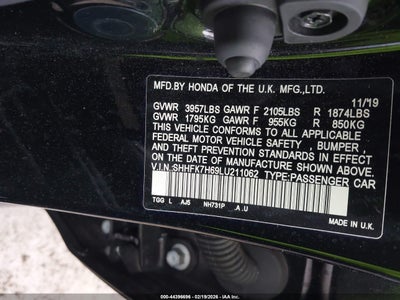 MFD.BY HONDA OF THE U.K. MFG.,LTD.
11/19
GVWR 3957LBS GAWR F 2105LBS R 1874LBS
GVWR 1795KG GAWR F 955KG R 850KG
THIS VEHICLE CONFORMS TO ALL APPLICABLE
FEDERAL MOTOR VEHICLE SAFETY , BUMPER ,
AND THEFT PREVENTION STANDARDS IN EFFECT ON
THE DATE OF MANUFACTURE SHOWN ABOVE.
V.I.N.:SHHFK7H69LU211062 TYPE:PASSENGER CAR
TGG L AJ5 NH731P .A .U
MADE IN U.K
000-44396696 - 02/19/2026 - IAA Inc.